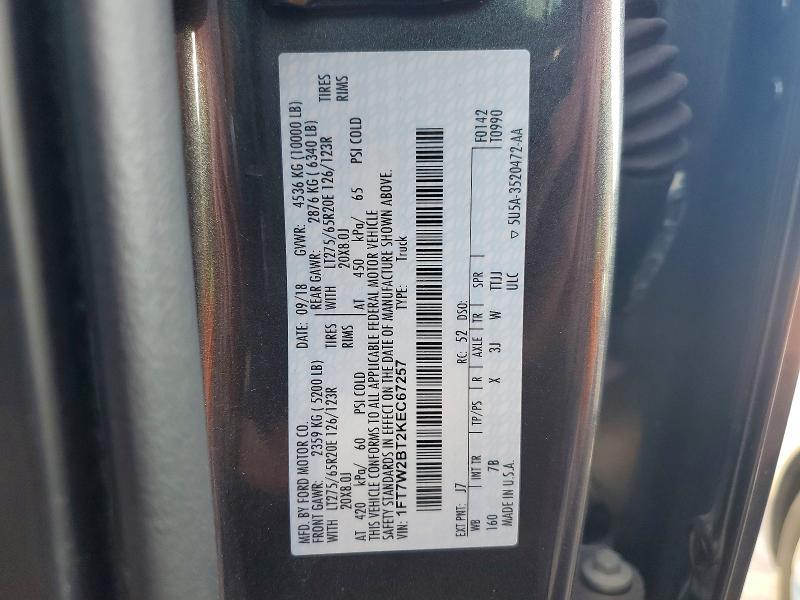 MFD. BY FORD MOTOR CO. DATE: 09/18 GVWR: 4536 KG (10000 LB)
FRONT GAWR: 2359 KG ( 5200 LB) REAR GAWR: 2876 KG ( 6340 LB)
WITH LT275/65R20E 126/123R TIRES WITH LT275/65R20E 126/123R TIRES
20X8.0J RIMS 20X8.0J RIMS
AT 420 kPa/ 60 PSI COLD AT 450 kPa/ 65 PSI COLD
THIS VEHICLE CONFORMS TO ALL APPLICABLE FEDERAL MOTOR VEHICLE
SAFETY STANDARDS IN EFFECT ON THE DATE OF MANUFACTURE SHOWN ABOVE.
VIN: 1FT7W2BT2KEC67257 TYPE: Truck
EXT PNT: J7 RC: 52 DSO: F0142
WB INT TR TP/PS R AXLE TR SPR T0990
160 7B X 3J W TTJJ
MADE IN U.S.A. ULC
▽ 5U5A-3520472-AA